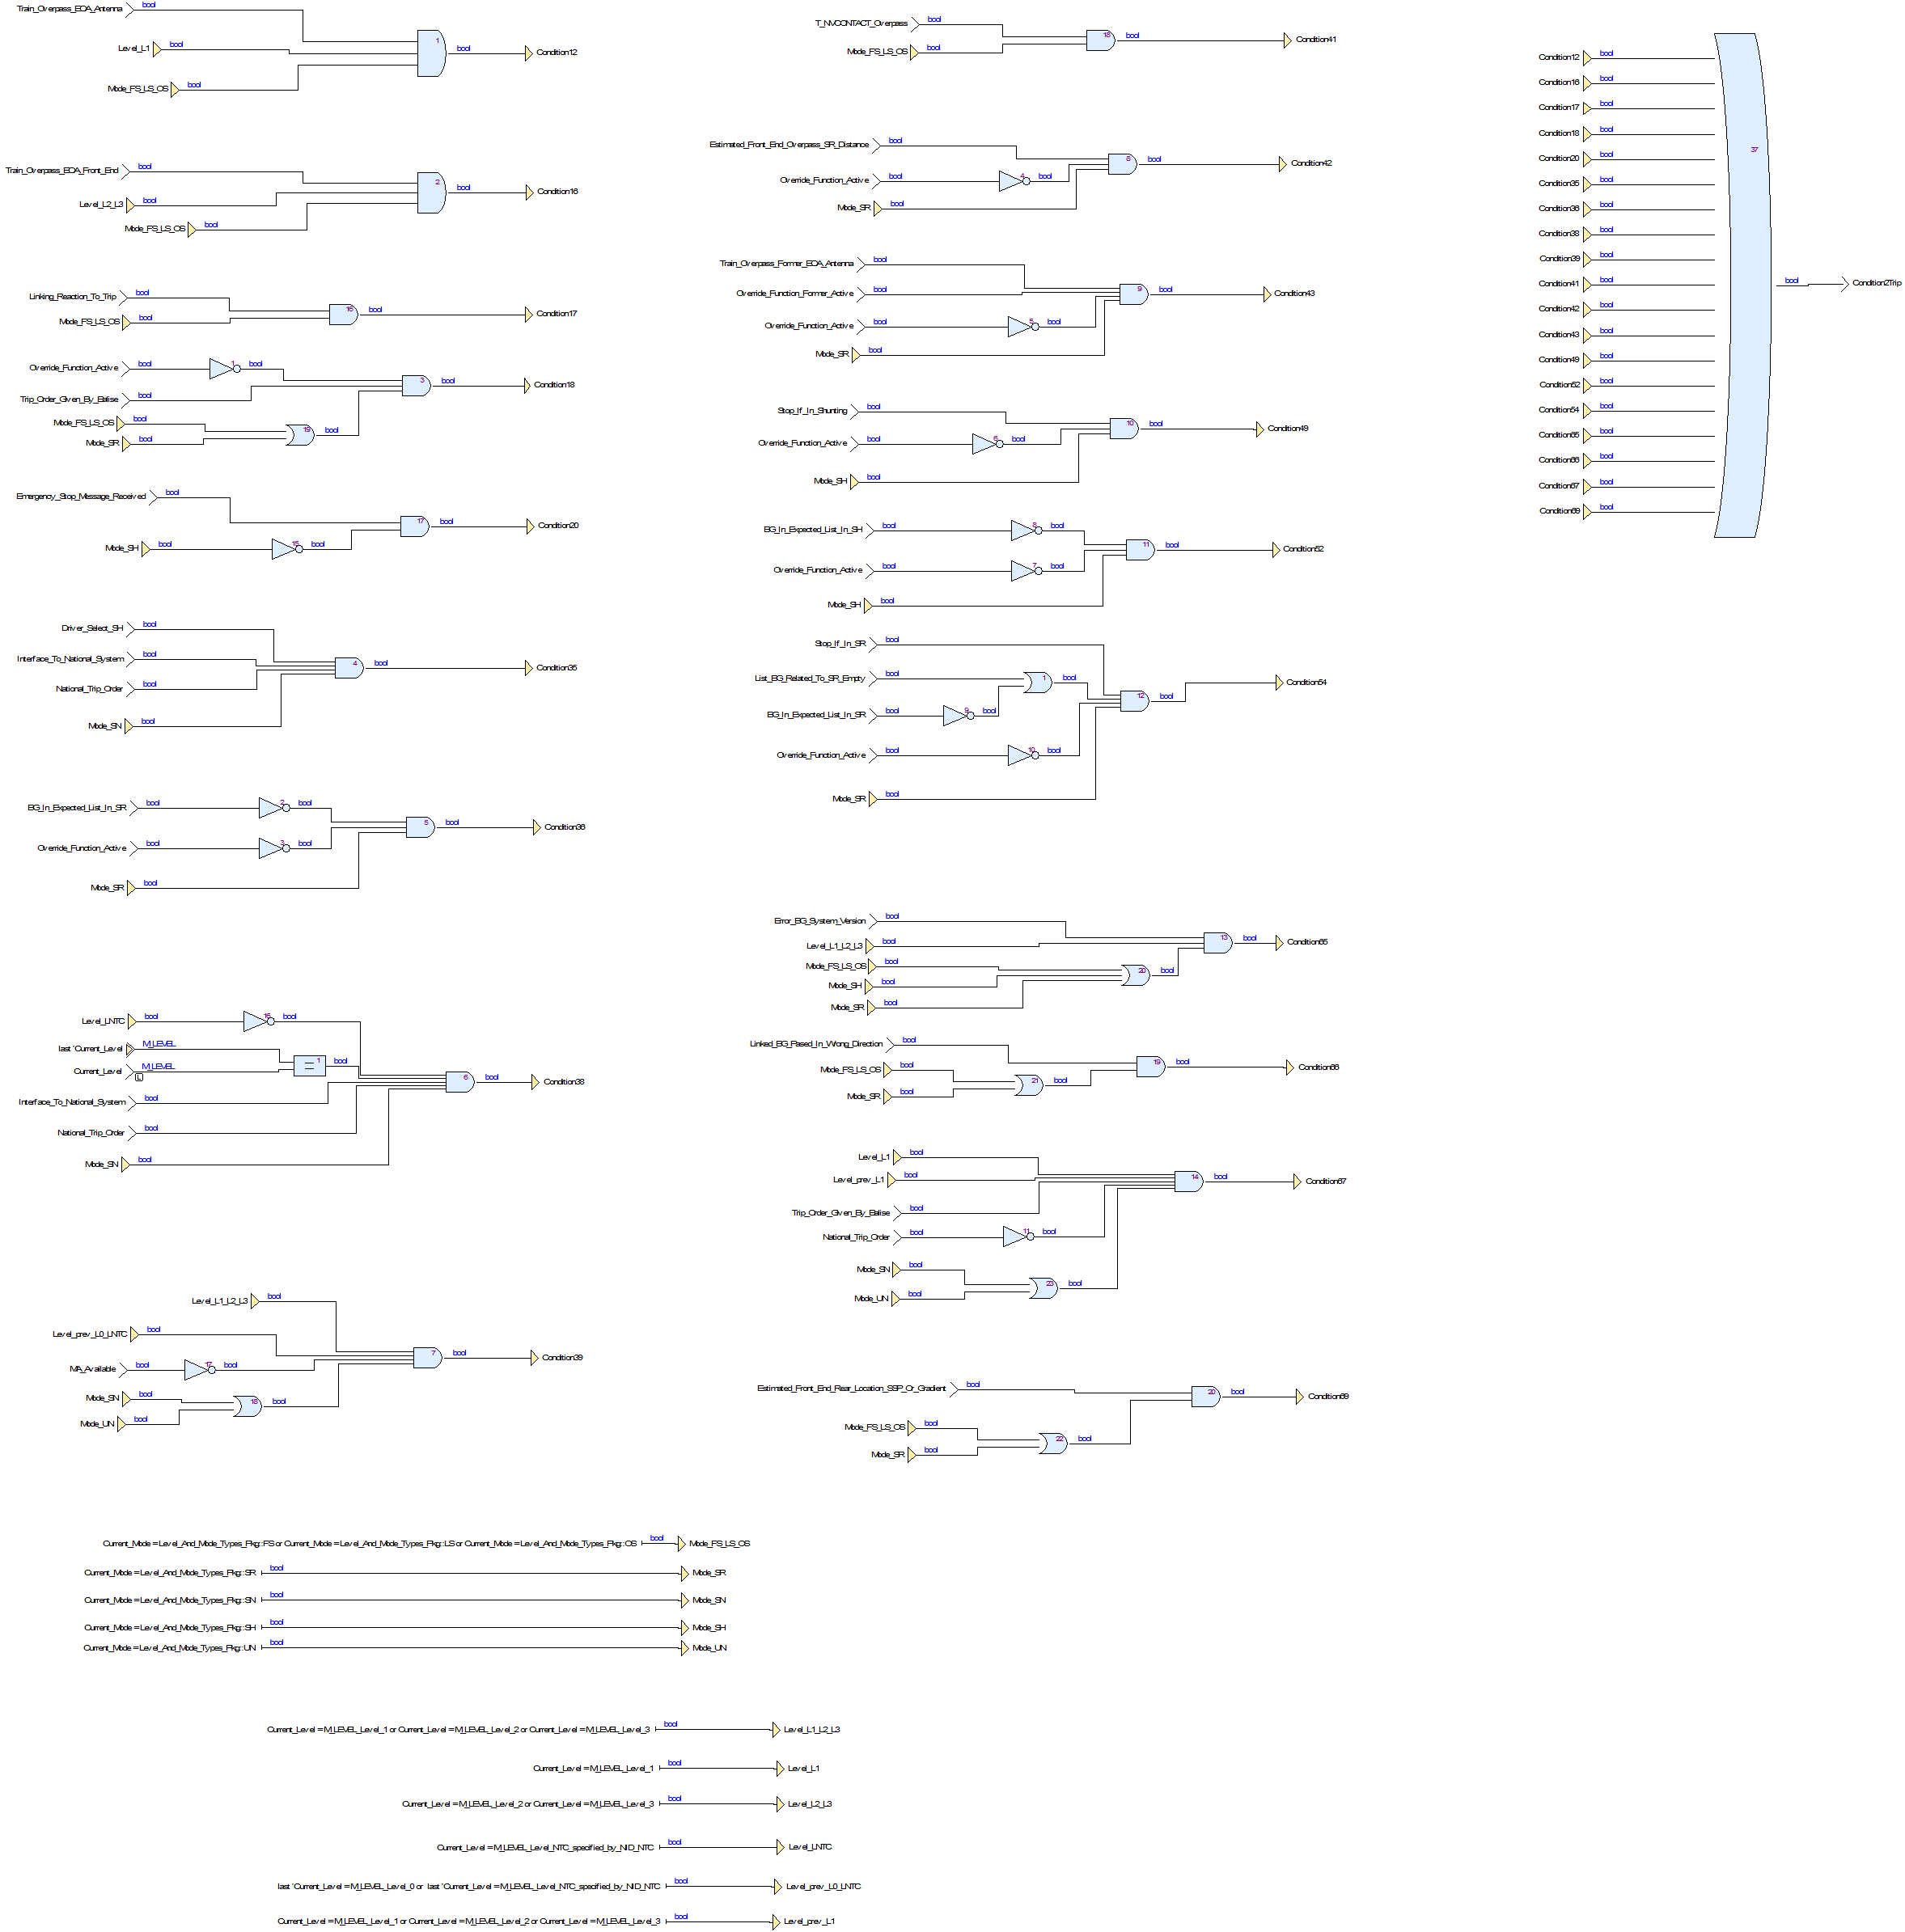 Train_Overpass_EOA_Antenna bool
Level_L1 bool
Mode_FS_LS_OS bool
1 bool Condition12
Train_Overpass_EOA_Front_End bool
Level_L2_L3 bool
Mode_FS_LS_OS bool
2 bool Condition16
Linking_Reaction_To_Trip bool
Mode_FS_LS_OS bool
16 bool Condition17
Override_Function_Active bool 1 bool
Trip_Order_Given_By_Balise bool
Mode_FS_LS_OS bool
Mode_SR bool
19 bool
3 bool Condition18
Emergency_Stop_Message_Received bool
Mode_SH bool 15 bool
17 bool Condition20
Driver_Select_SH bool
Interface_To_National_System bool
National_Trip_Order bool
Mode_SN bool
4 bool Condition35
BG_In_Expected_List_In_SR bool 2 bool
Override_Function_Active bool 3 bool
Mode_SR bool
5 bool Condition36
Level_LNTC bool 16 bool
last 'Current_Level M_LEVEL
Current_Level M_LEVEL
L
1 = bool
Interface_To_National_System bool
National_Trip_Order bool
Mode_SN bool
6 bool Condition38
Level_L1_L2_L3 bool
Level_prev_L0_LNTC bool
MA_Available bool 17 bool
Mode_SN bool
Mode_UN bool
18 bool
7 bool Condition39
T_NVCONTACT_Overpass bool
Mode_FS_LS_OS bool
18 bool Condition41
Estimated_Front_End_Overpass_SR_Distance bool
Override_Function_Active bool 4 bool
Mode_SR bool
8 bool Condition42
Train_Overpass_Former_EOA_Antenna bool
Override_Function_Former_Active bool
Override_Function_Active bool 5 bool
Mode_SR bool
9 bool Condition43
Stop_If_In_Shunting bool
Override_Function_Active bool 6 bool
Mode_SH bool
10 bool Condition49
BG_In_Expected_List_In_SH bool 8 bool
Override_Function_Active bool 7 bool
Mode_SH bool
11 bool Condition52
Stop_If_In_SR bool
List_BG_Related_To_SR_Empty bool
BG_In_Expected_List_In_SR bool 9 bool
1 bool
Override_Function_Active bool 10 bool
Mode_SR bool
12 bool Condition54
Error_BG_System_Version bool
Level_L1_L2_L3 bool
Mode_FS_LS_OS bool
Mode_SH bool
Mode_SR bool
20 bool
13 bool Condition65
Linked_BG_Pased_In_Wrong_Direction bool
Mode_FS_LS_OS bool
Mode_SR bool
21 bool
19 bool Condition66
Level_L1 bool
Level_prev_L1 bool
Trip_Order_Given_By_Balise bool
National_Trip_Order bool 11 bool
Mode_SN bool
Mode_UN bool
23 bool
14 bool Condition67
Estimated_Front_End_Rear_Location_SSP_Or_Gradient bool
Mode_FS_LS_OS bool
Mode_SR bool
22 bool
20 bool Condition69
Condition12 bool
Condition16 bool
Condition17 bool
Condition18 bool
Condition20 bool
Condition35 bool
Condition36 bool
Condition38 bool
Condition39 bool
Condition41 bool
Condition42 bool
Condition43 bool
Condition49 bool
Condition52 bool
Condition54 bool
Condition65 bool
Condition66 bool
Condition67 bool
Condition69 bool
37
bool Condition2Trip
Current_Mode = Level_And_Mode_Types_Pkg::FS or Current_Mode = Level_And_Mode_Types_Pkg::LS or Current_Mode = Level_And_Mode_Types_Pkg::OS bool Mode_FS_LS_OS
Current_Mode = Level_And_Mode_Types_Pkg::SR bool Mode_SR
Current_Mode = Level_And_Mode_Types_Pkg::SN bool Mode_SN
Current_Mode = Level_And_Mode_Types_Pkg::SH bool Mode_SH
Current_Mode = Level_And_Mode_Types_Pkg::UN bool Mode_UN
Current_Level = M_LEVEL_Level_1 or Current_Level = M_LEVEL_Level_2 or Current_Level = M_LEVEL_Level_3 bool Level_L1_L2_L3
Current_Level = M_LEVEL_Level_1 bool Level_L1
Current_Level = M_LEVEL_Level_2 or Current_Level = M_LEVEL_Level_3 bool Level_L2_L3
Current_Level = M_LEVEL_Level_NTC_specified_by_NID_NTC bool Level_LNTC
last 'Current_Level = M_LEVEL_Level_0 or last 'Current_Level = M_LEVEL_Level_NTC_specified_by_NID_NTC bool Level_prev_L0_LNTC
Current_Level = M_LEVEL_Level_1 or Current_Level = M_LEVEL_Level_2 or Current_Level = M_LEVEL_Level_3 bool Level_prev_L1